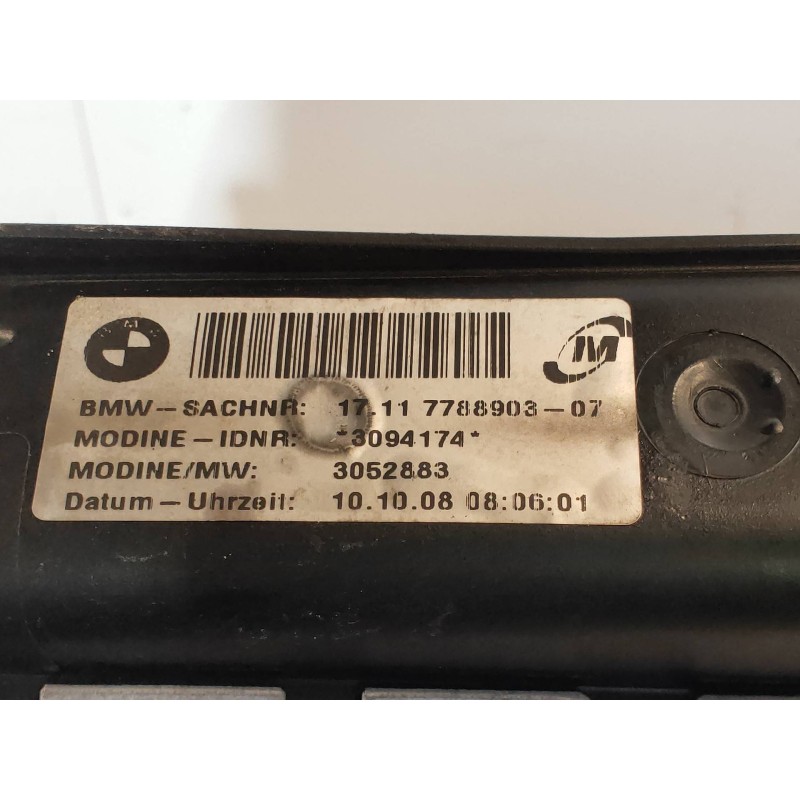 BMW
M
BMW-SACHNR: 17.11 7788903-07
MODINE-IDNR: *3094174*
MODINE/MW: 3052883
Datum-Uhrzeit: 10.10.08 08:06:01